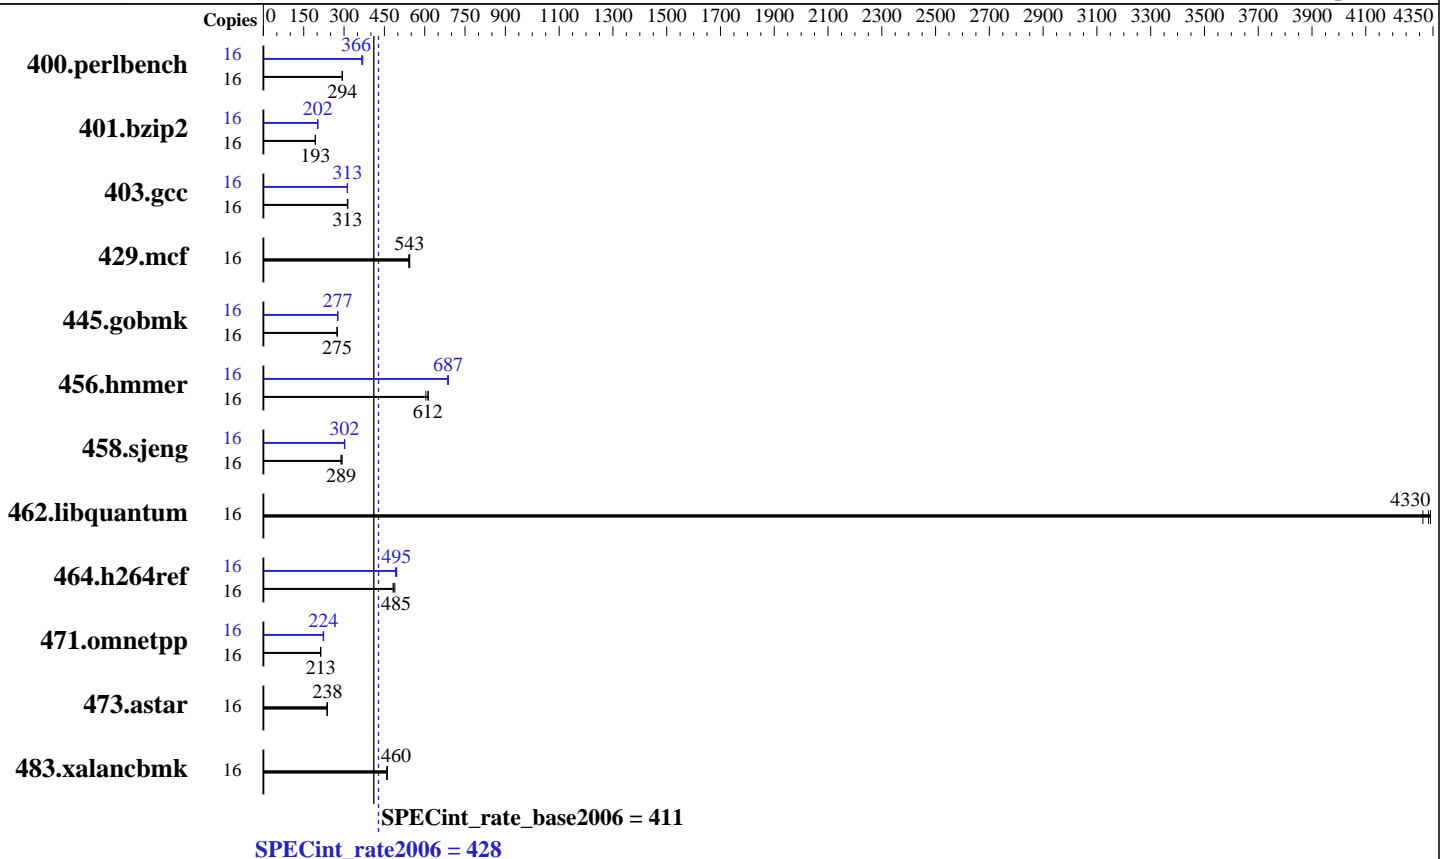 Copies 0 150 300 450 600 750 900 1100 1300 1500 1700 1900 2100 2300 2500 2700 2900 3100 3300 3500 3700 3900 4100 4350
400.perlbench 16 366
16 294
401.bzip2 16 202
16 193
403.gcc 16 313
16 313
429.mcf 16 543
445.gobmk 16 277
16 275
456.hmmer 16 687
16 612
458.sjeng 16 302
16 289
462.libquantum 16 4330
464.h264ref 16 495
16 485
471.omnetpp 16 224
16 213
473.astar 16 238
483.xalancbmk 16 460
SPECint_rate_base2006 = 411
SPECint_rate2006 = 428